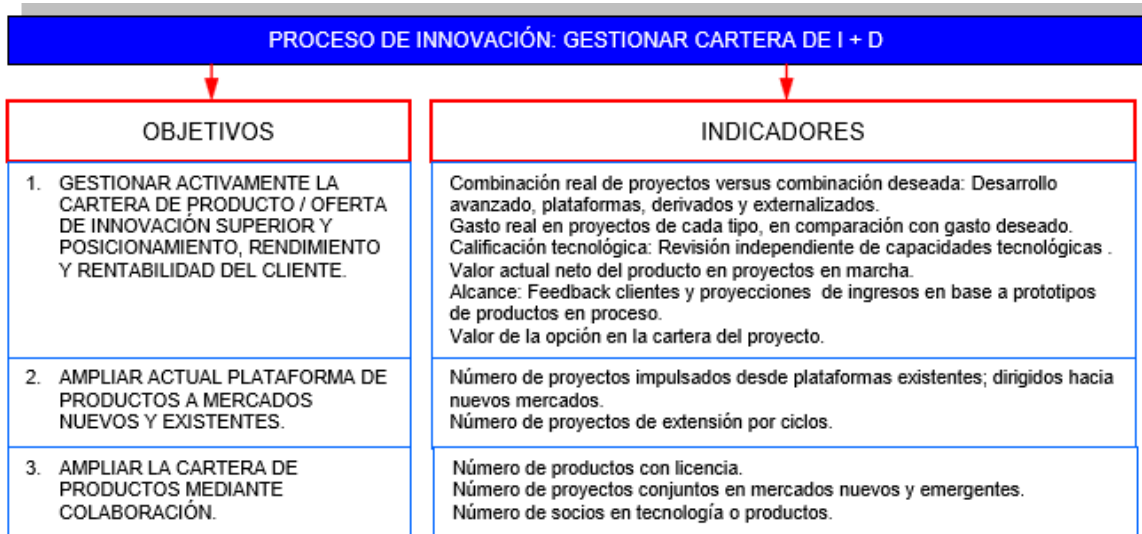 PROCESO DE INNOVACIÓN: GESTIONAR CARTERA DE I + D
OBJETIVOS
INDICADORES
1. GESTIONAR ACTIVAMENTE LA
CARTERA DE PRODUCTO / OFERTA
DE INNOVACIÓN SUPERIOR Y
POSICIONAMIENTO, RENDIMIENTO
Y RENTABILIDAD DEL CLIENTE.
Combinación real de proyectos versus combinación deseada: Desarrollo
avanzado, plataformas, derivados y externalizados.
Gasto real en proyectos de cada tipo, en comparación con gasto deseado.
Calificación tecnológica: Revisión independiente de capacidades tecnológicas .
Valor actual neto del producto en proyectos en marcha.
Alcance: Feedback clientes y proyecciones de ingresos en base a prototipos
de productos en proceso.
Valor de la opción en la cartera del proyecto.
2. AMPLIAR ACTUAL PLATAFORMA DE
PRODUCTOS A MERCADOS
NUEVOS Y EXISTENTES.
Número de proyectos impulsados desde plataformas existentes; dirigidos hacia
nuevos mercados.
Número de proyectos de extensión por ciclos.
3. AMPLIAR LA CARTERA DE
PRODUCTOS MEDIANTE
COLABORACIÓN.
Número de productos con licencia.
Número de proyectos conjuntos en mercados nuevos y emergentes.
Número de socios en tecnología o productos.